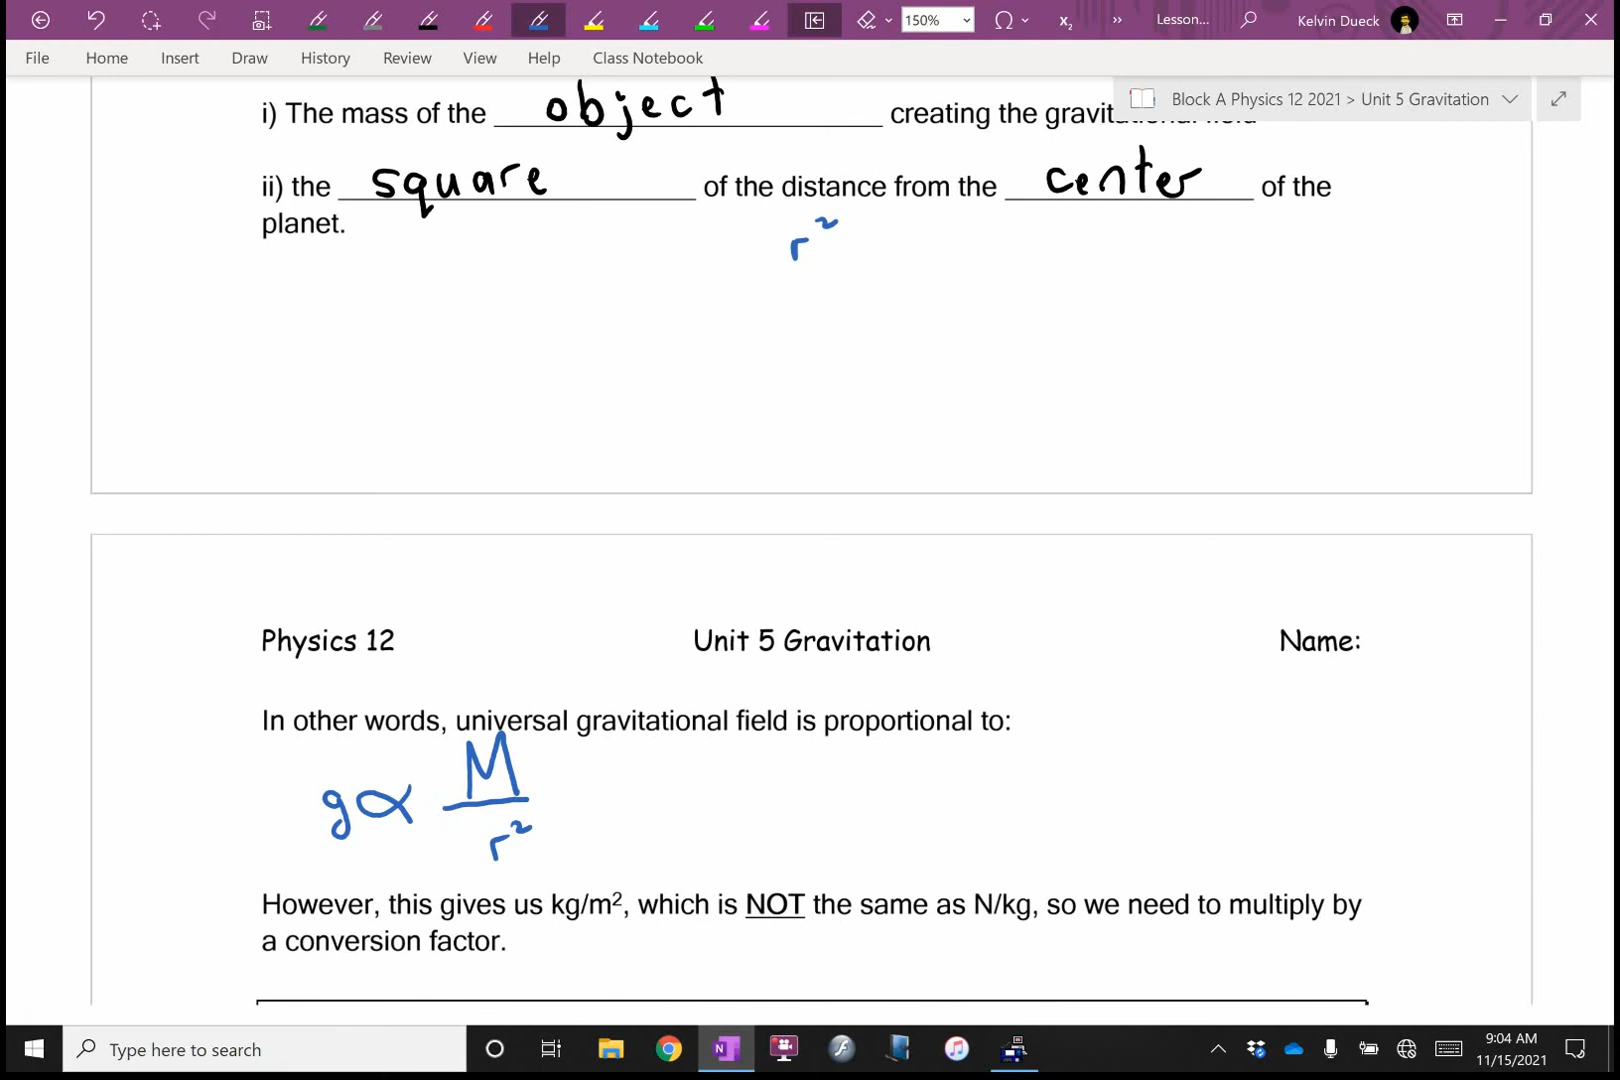 150%
Ω
x₂
»
Lesson...
Kelvin Dueck
File Home Insert Draw History Review View Help Class Notebook
Block A Physics 12 2021 > Unit 5 Gravitation
i) The mass of the object creating the gravitational field
ii) the square of the distance from the center of the
planet.
r²
Physics 12 Unit 5 Gravitation Name:
In other words, universal gravitational field is proportional to:
g ∝ M
r²
However, this gives us kg/m², which is NOT the same as N/kg, so we need to multiply by
a conversion factor.
Type here to search
N
9:04 AM
11/15/2021